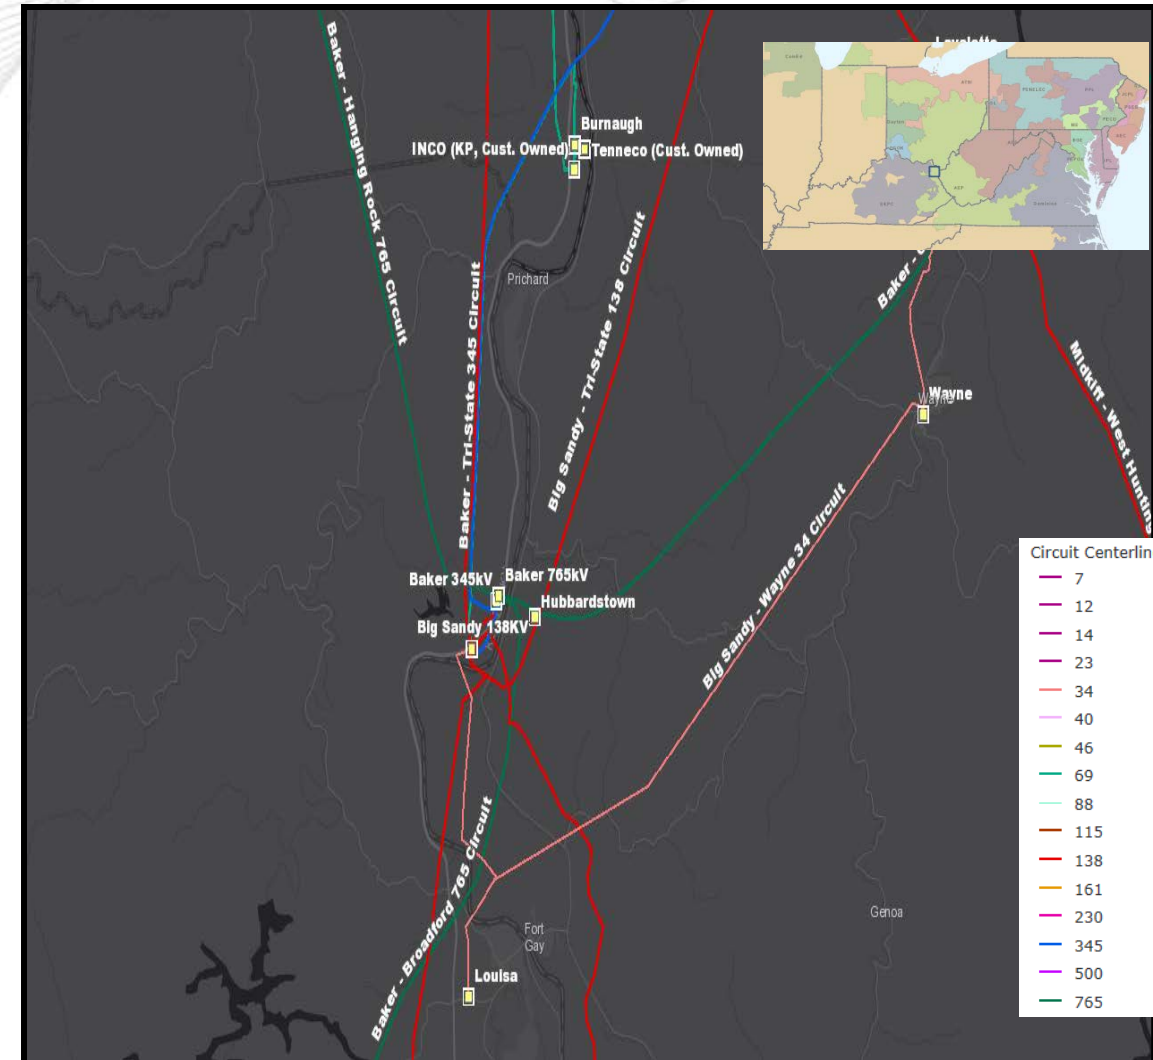 Baker - Hanging Rock 765 Circuit
Burnaugh
INCO (KP, Cust. Owned)
Tenneco (Cust. Owned)
Prichard
Baker - Tri-State 345 Circuit
Big Sandy - Tri-State 138 Circuit
Baker -
Wayne
Wayne
Midkiff - West Hunting
Baker 345kV
Baker 765kV
Hubbardstown
Big Sandy 138KV
Big Sandy - Wayne 34 Circuit
Baker - Broadford 765 Circuit
Genoa
Fort
Gay
Louisa
Circuit Centerlin
7
12
14
23
34
40
46
69
88
115
138
161
230
345
500
765